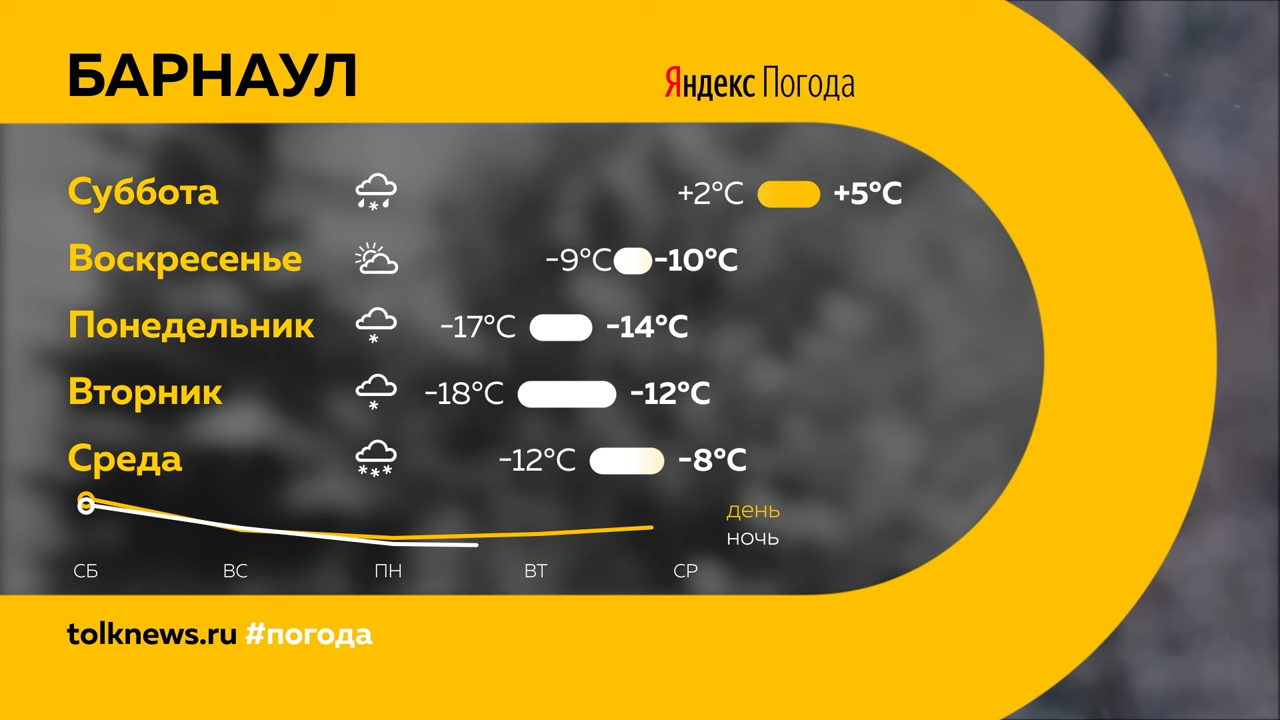 БАРНАУЛ
Яндекс Погода
Суббота +2°C +5°C
Воскресенье -9°C -10°C
Понедельник -17°C -14°C
Вторник -18°C -12°C
Среда -12°C -8°C
день
ночь
СБ ВС ПН ВТ СР
tolknews.ru #погода